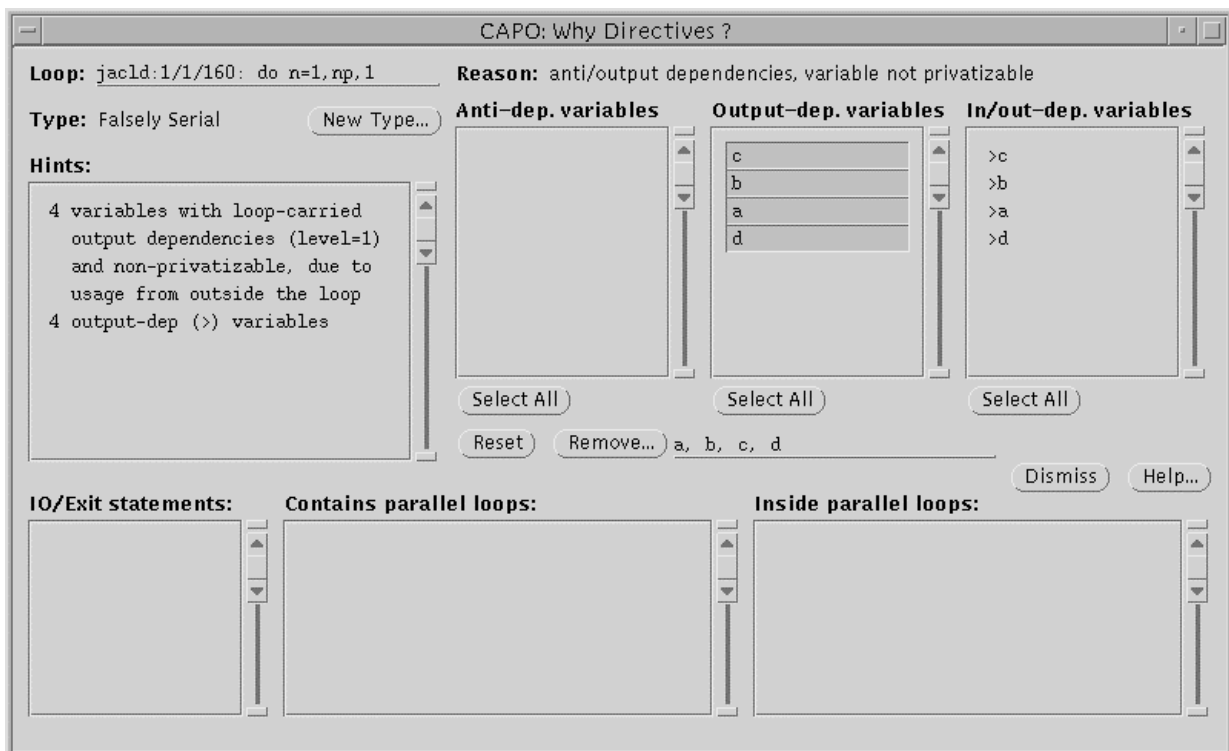 CAPO: Why Directives ?
Loop: jacld:1/1/160: do n=1,np,1
Reason: anti/output dependencies, variable not privatizable
Type: Falsely Serial
New Type...
Anti-dep. variables
Output-dep. variables
In/out-dep. variables
Hints:
4 variables with loop-carried
output dependencies (level=1)
and non-privatizable, due to
usage from outside the loop
4 output-dep (>) variables
c
b
a
d
>c
>b
>a
>d
Select All
Select All
Select All
Reset
Remove...
a, b, c, d
Dismiss
Help...
IO/Exit statements:
Contains parallel loops:
Inside parallel loops: